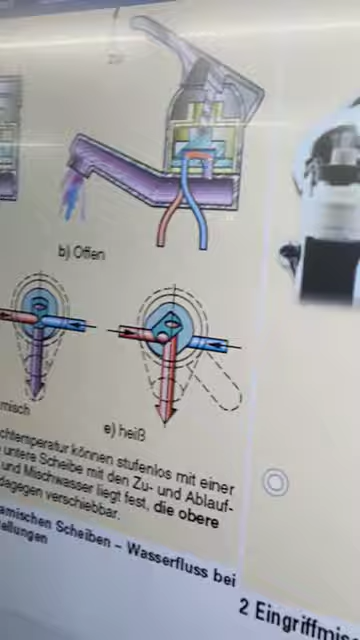 b) Offen
misch
e) heiß
chtemperatur können stufenlos mit einer
untere Scheibe mit den Zu- und Ablauf-
und Mischwasser liegt fest, die obere
dagegen verschiebbar.
amischen Scheiben – Wasserfluss bei
ellungen
2 Eingriffmis